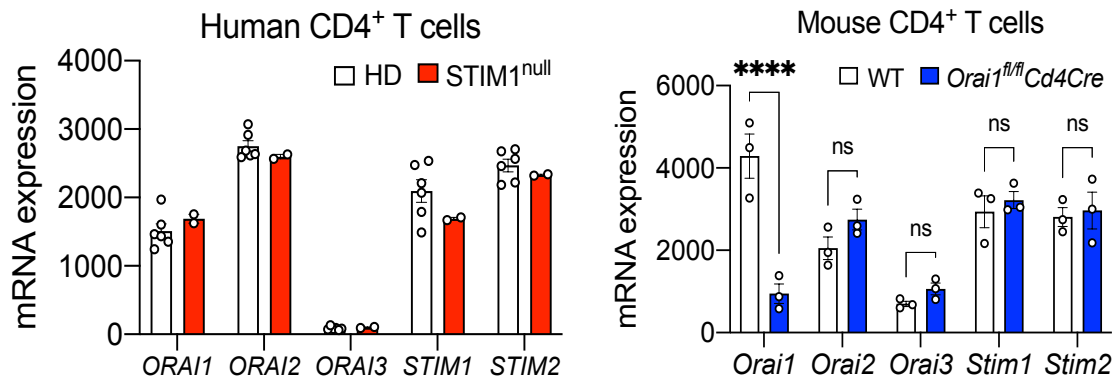 Human CD4⁺ T cells
HD STIM1ⁿᵘˡˡ
mRNA expression
4000
3000
2000
1000
0
ORAI1 ORAI2 ORAI3 STIM1 STIM2
Mouse CD4⁺ T cells
WT Orai1ᶠˡ/ᶠˡCd4Cre
mRNA expression
6000
4000
2000
0
****
ns
ns
ns
ns
Orai1 Orai2 Orai3 Stim1 Stim2